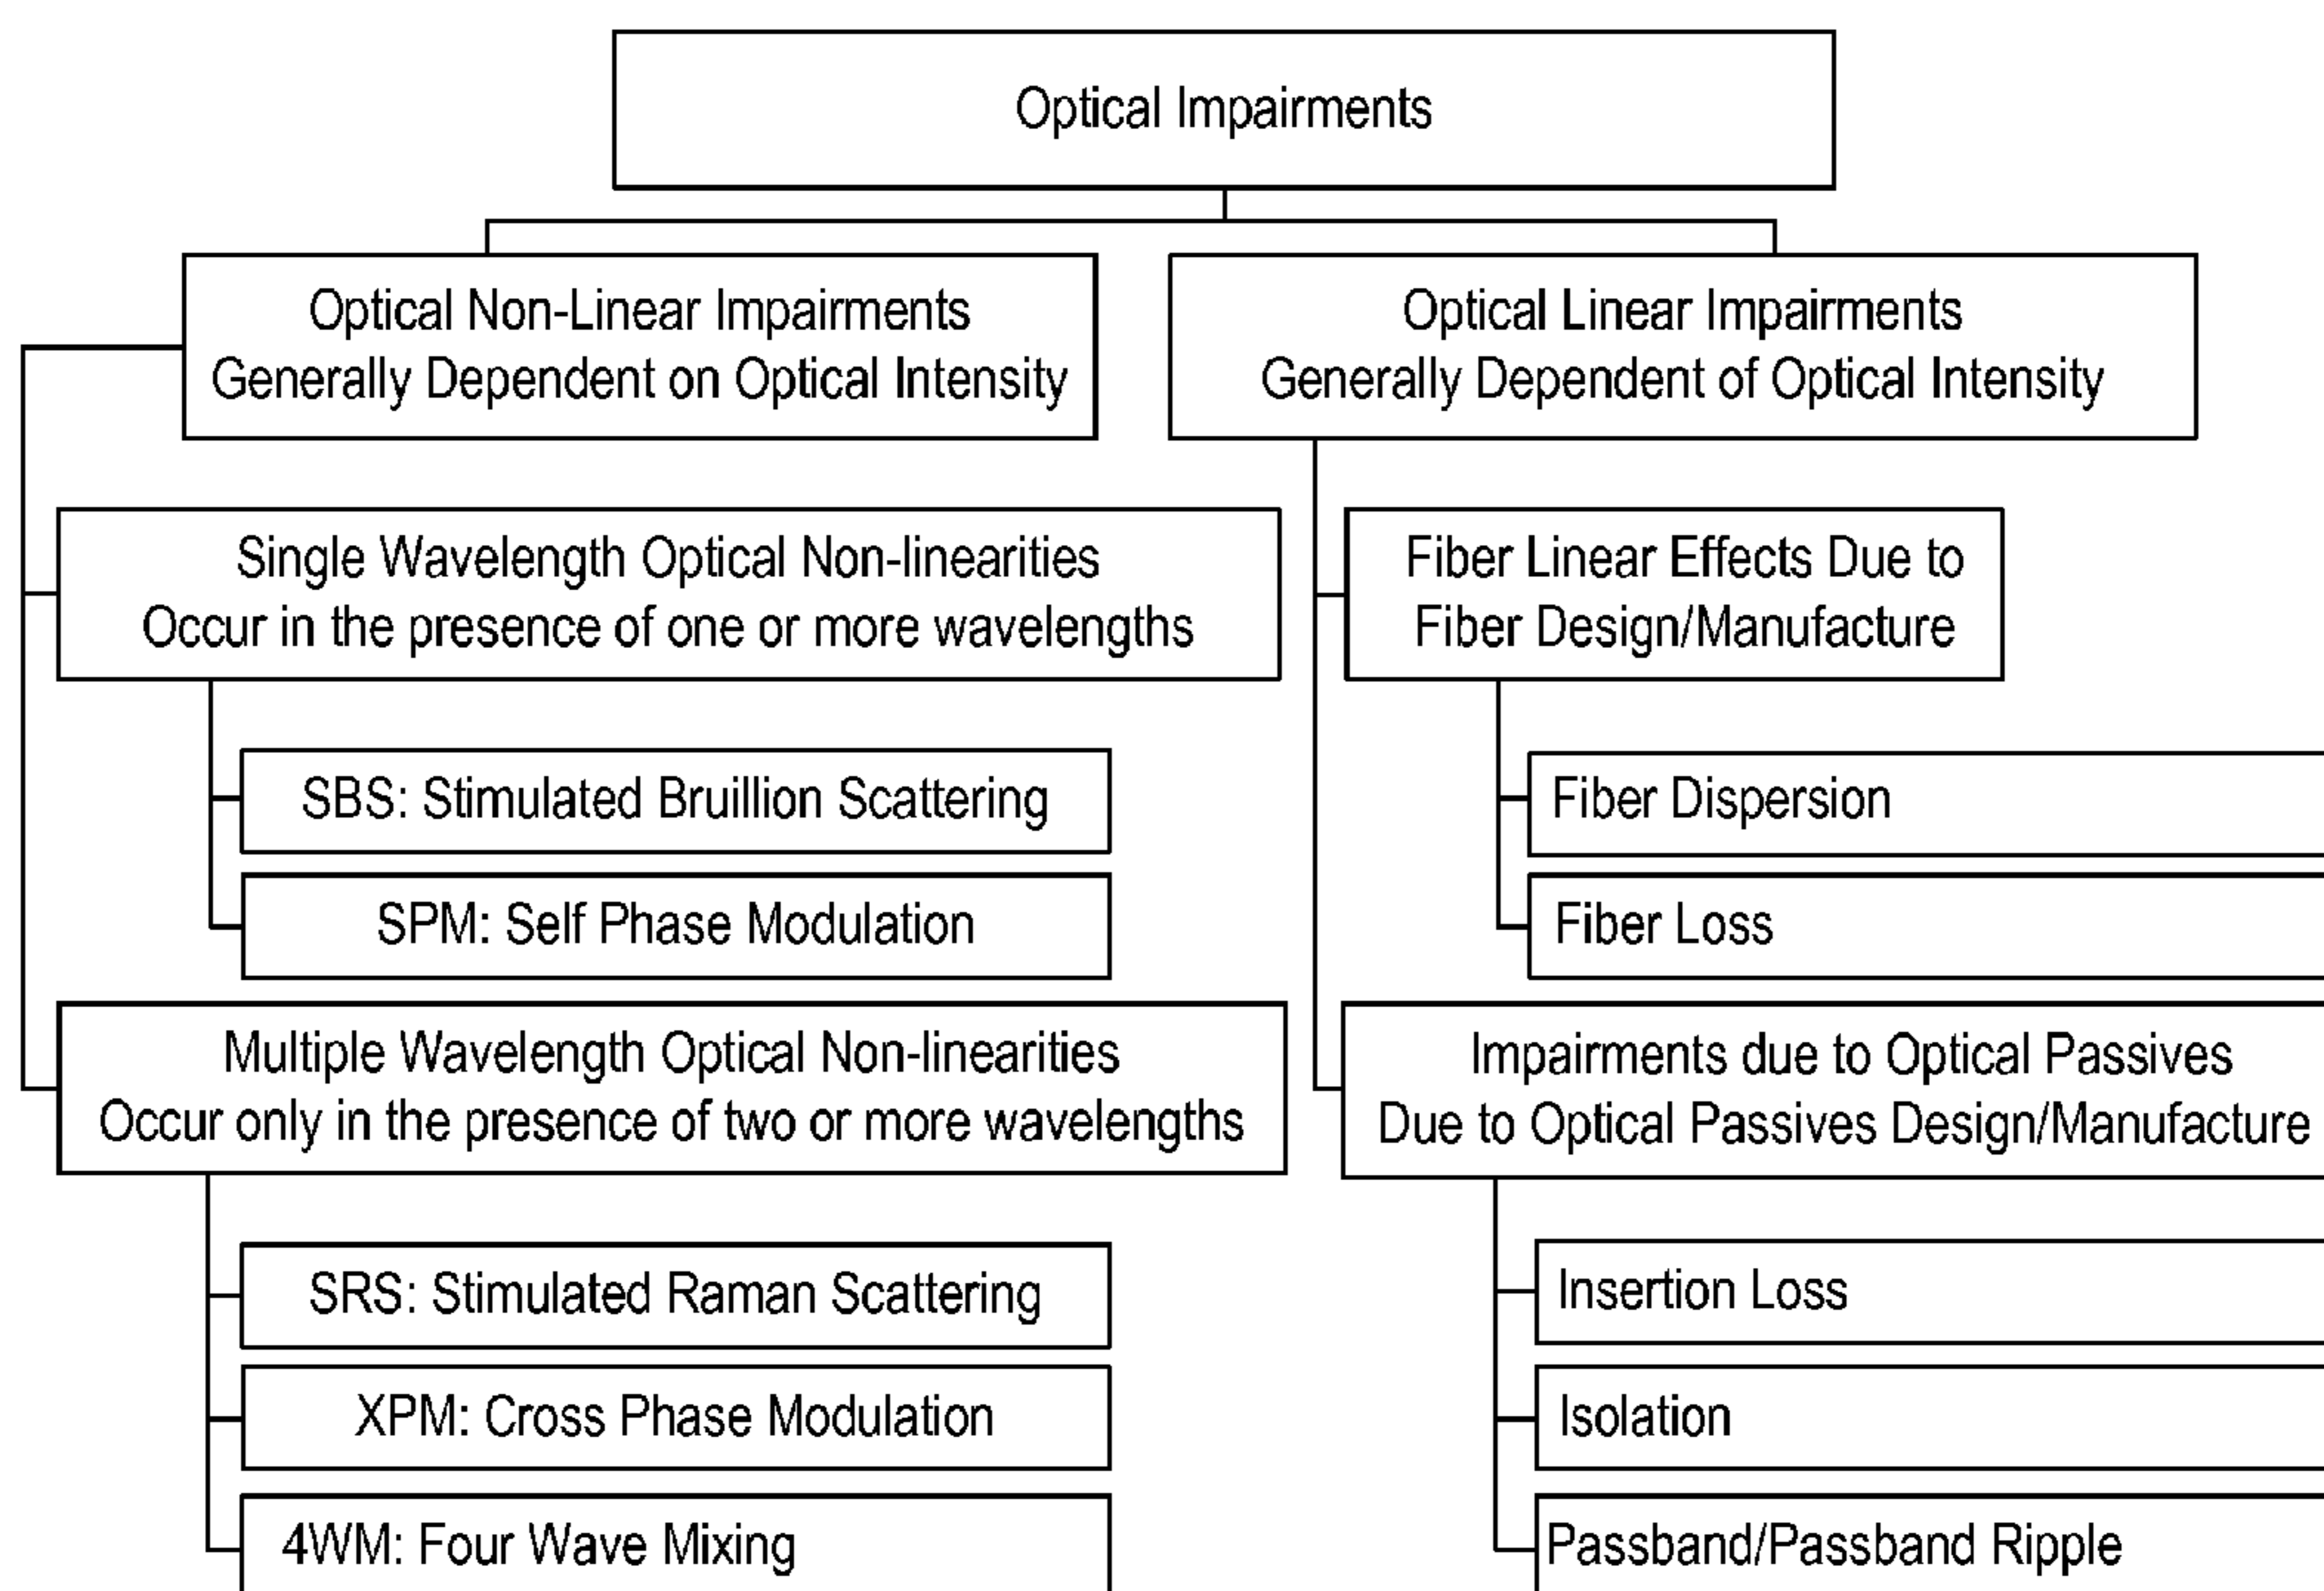 Optical Impairments
Optical Non-Linear Impairments
Generally Dependent on Optical Intensity
Optical Linear Impairments
Generally Dependent of Optical Intensity
Single Wavelength Optical Non-linearities
Occur in the presence of one or more wavelengths
SBS: Stimulated Bruillion Scattering
SPM: Self Phase Modulation
Multiple Wavelength Optical Non-linearities
Occur only in the presence of two or more wavelengths
SRS: Stimulated Raman Scattering
XPM: Cross Phase Modulation
4WM: Four Wave Mixing
Fiber Linear Effects Due to
Fiber Design/Manufacture
Fiber Dispersion
Fiber Loss
Impairments due to Optical Passives
Due to Optical Passives Design/Manufacture
Insertion Loss
Isolation
Passband/Passband Ripple